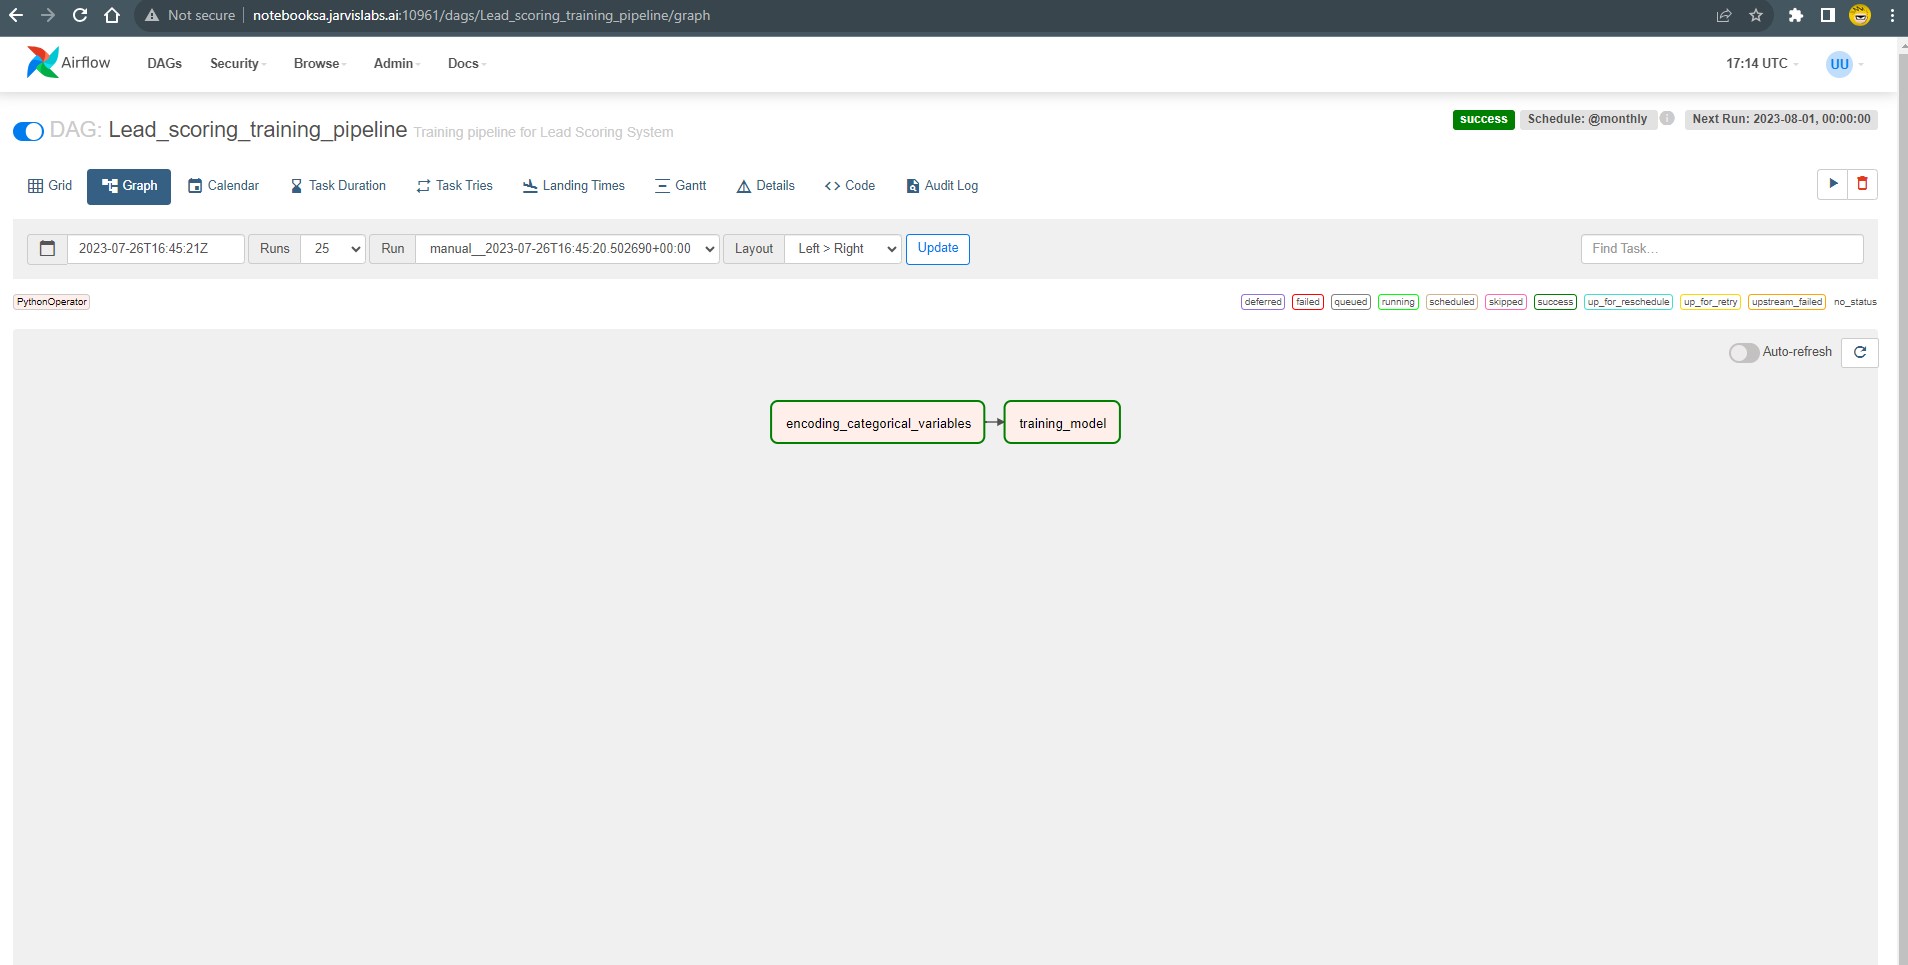 Not secure notebooksa.jarvislabs.ai:10961/dags/Lead_scoring_training_pipeline/graph
Airflow DAGs Security Browse Admin Docs 17:14 UTC UU
DAG: Lead_scoring_training_pipeline Training pipeline for Lead Scoring System success Schedule: @monthly i Next Run: 2023-08-01, 00:00:00
Grid Graph Calendar Task Duration Task Tries Landing Times Gantt Details Code Audit Log
2023-07-26T16:45:21Z Runs 25 Run manual__2023-07-26T16:45:20.502690+00:00 Layout Left > Right Update Find Task...
PythonOperator deferred failed queued running scheduled skipped success up_for_reschedule up_for_retry upstream_failed no_status
Auto-refresh
encoding_categorical_variables training_model